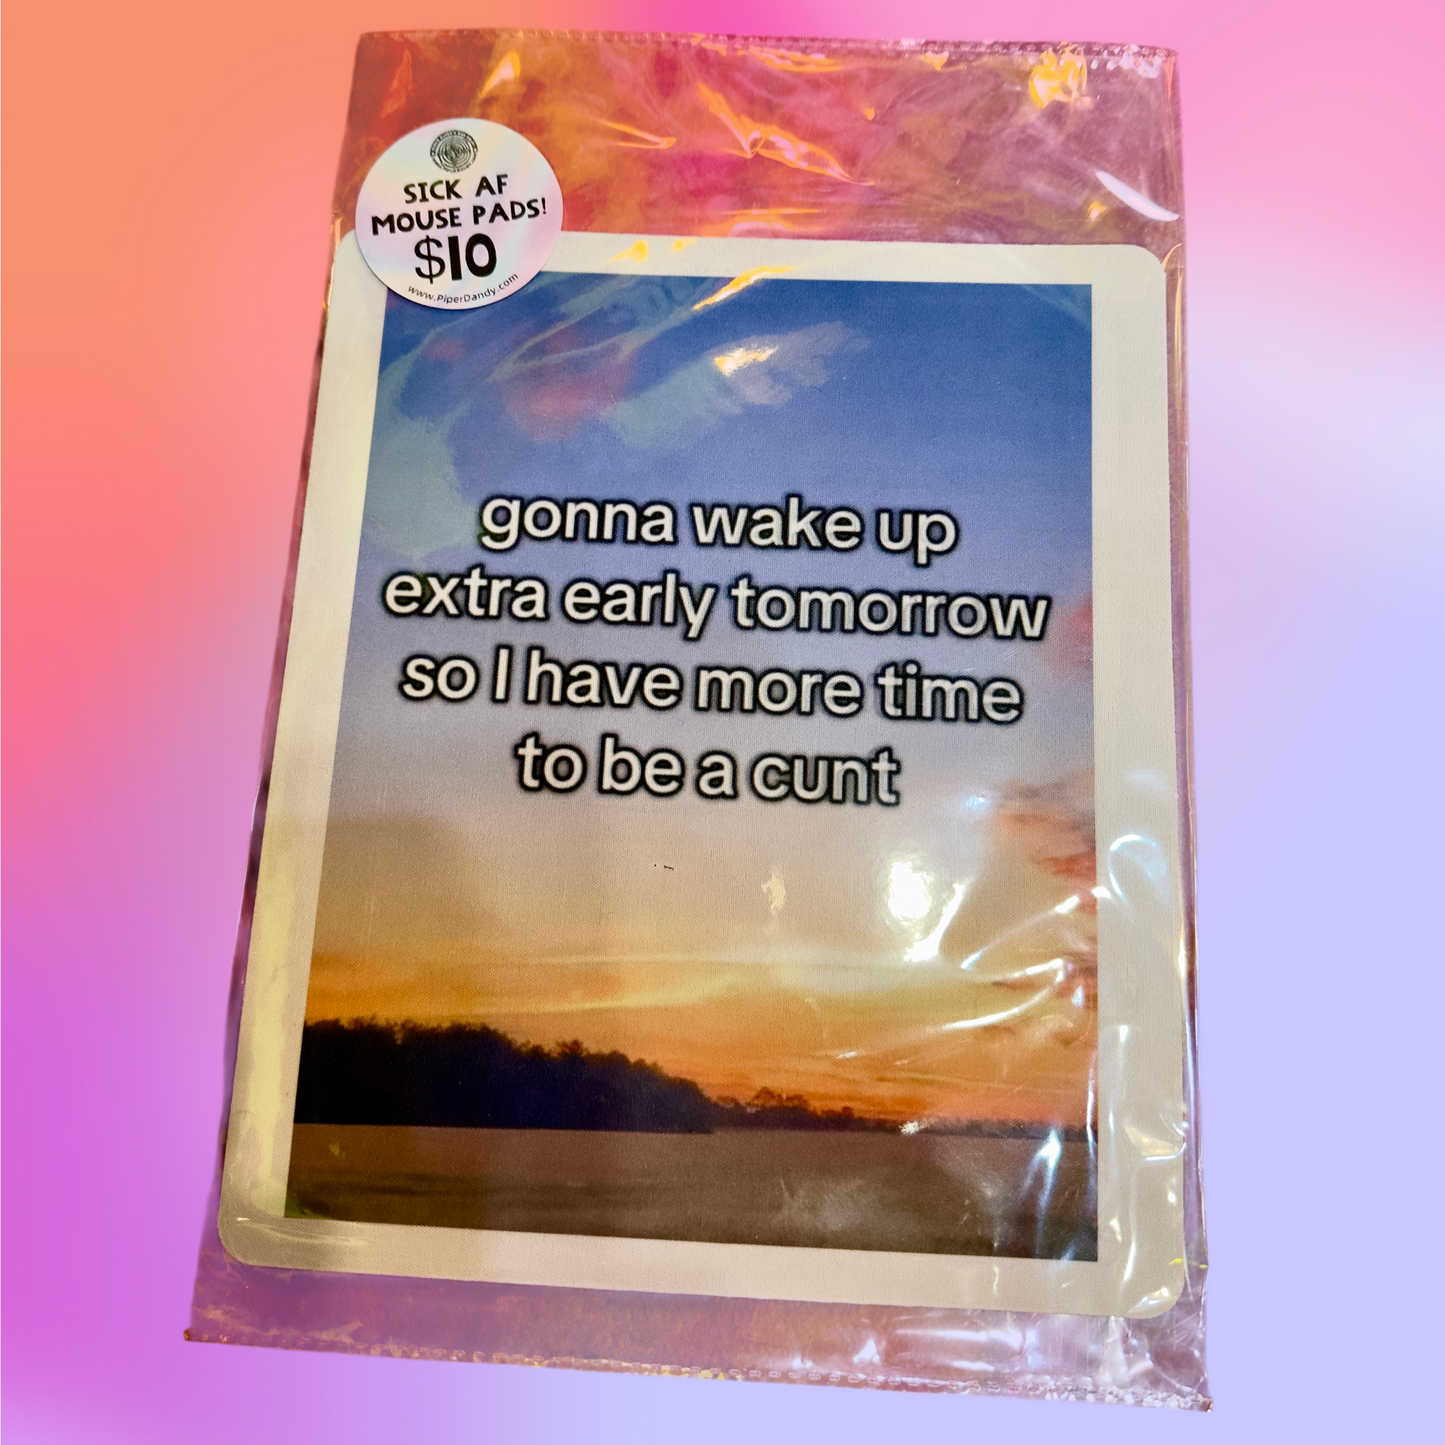 SICK AF
MOUSE PADS!
$10
www.PiperDandy.com
gonna wake up
extra early tomorrow
so I have more time
to be a cunt